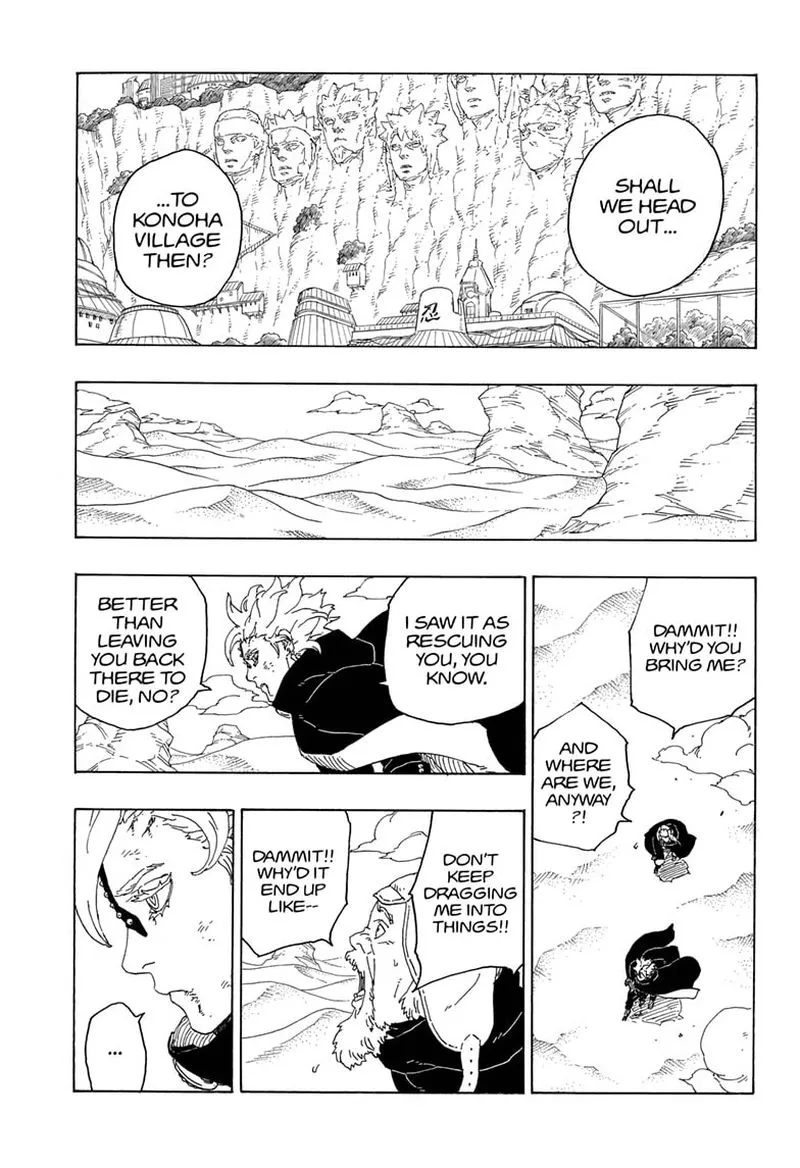 SHALL
WE HEAD
OUT...
...TO
KONOHA
VILLAGE
THEN?
忍
DAMMIT!!
WHY'D YOU
BRING ME?
AND
WHERE
ARE WE,
ANYWAY
?!
I SAW IT AS
RESCUING
YOU, YOU
KNOW.
BETTER
THAN
LEAVING
YOU BACK
THERE TO
DIE, NO?
DON'T
KEEP
DRAGGING
ME INTO
THINGS!!
DAMMIT!!
WHY'D IT
END UP
LIKE--
...